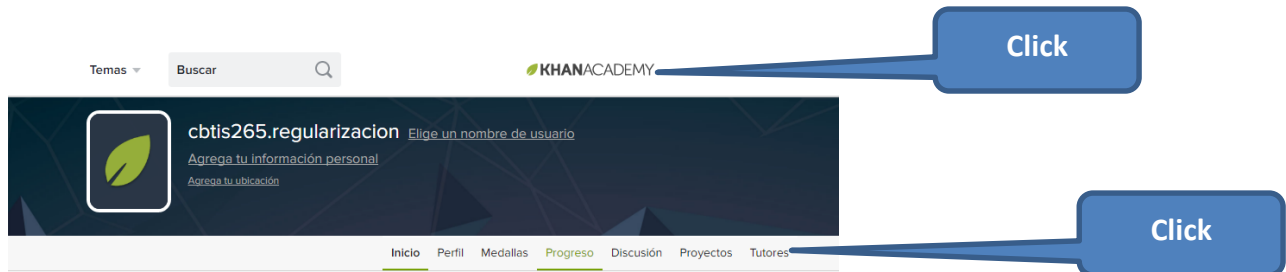 Click
Temas Buscar KHANACADEMY
cbtis265.regularizacion Elige un nombre de usuario
Agrega tu información personal
Agrega tu ubicación
Click
Inicio Perfil Medallas Progreso Discusión Proyectos Tutores